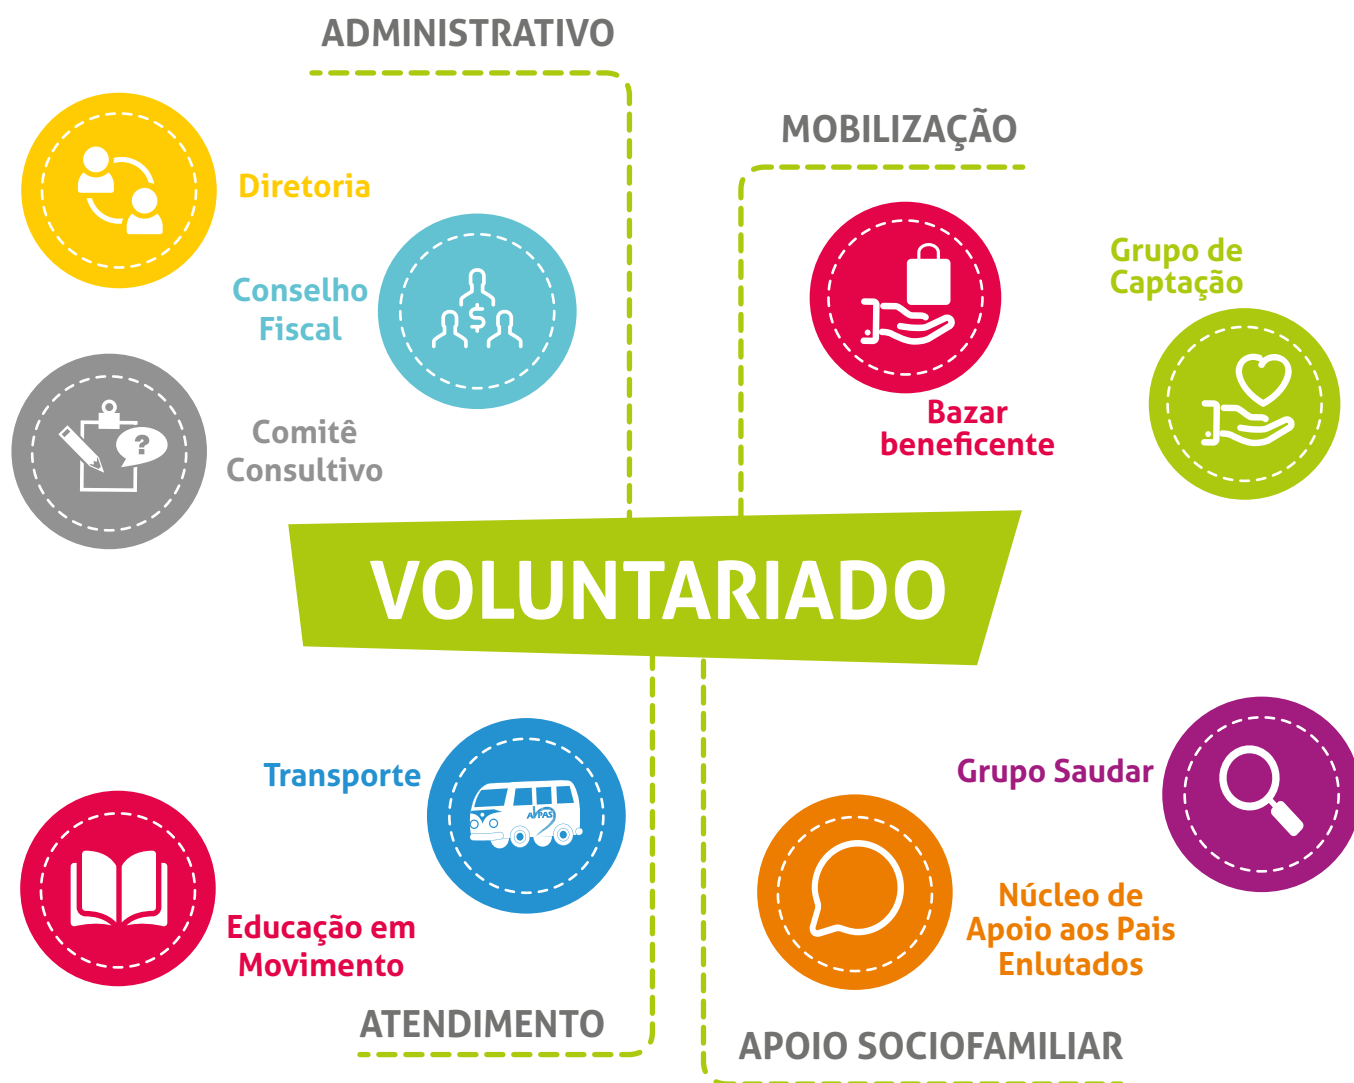 ADMINISTRATIVO
Diretoria
Conselho
Fiscal
$
Comitê
Consultivo
?
MOBILIZAÇÃO
Grupo de
Captação
Bazar
beneficente
VOLUNTARIADO
Transporte
Educação em
Movimento
ATENDIMENTO
Grupo Saudar
Núcleo de
Apoio aos Pais
Enlutados
APOIO SOCIOFAMILIAR